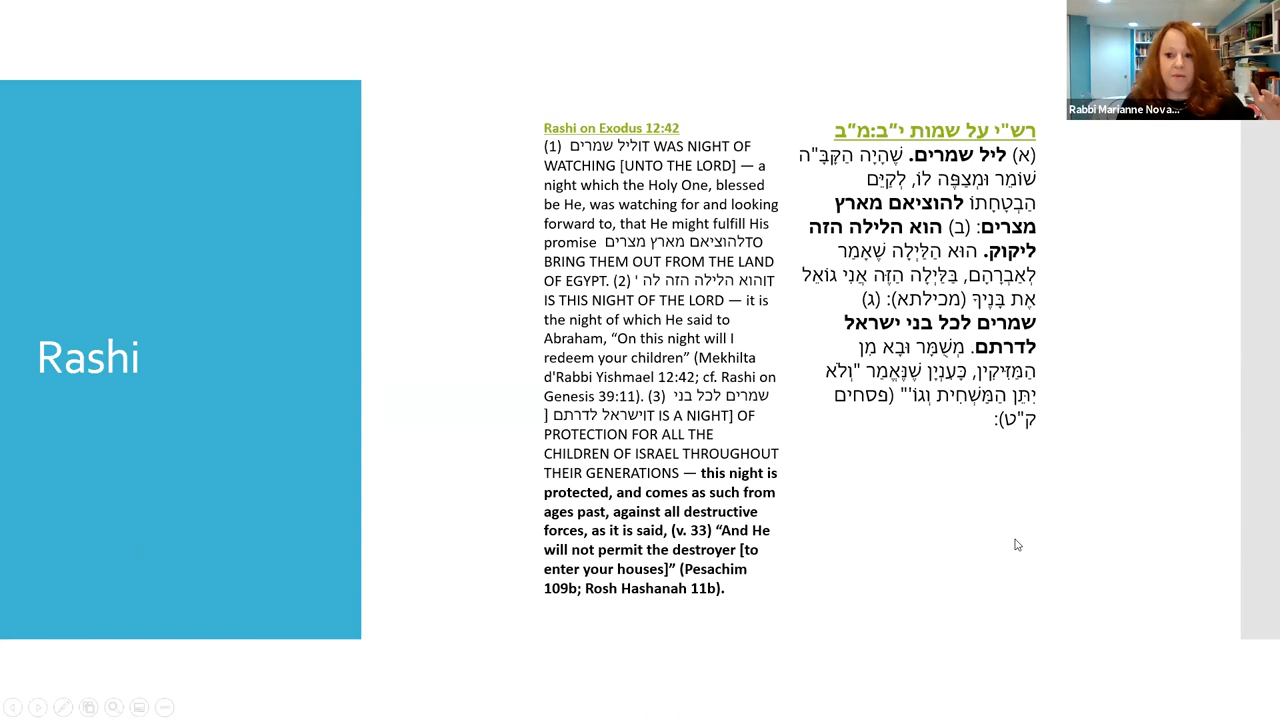 Rashi
Rashi on Exodus 12:42
(1) ליל שמריםIT WAS NIGHT OF
WATCHING [UNTO THE LORD] — a
night which the Holy One, blessed
be He, was watching for and looking
forward to, that He might fulfill His
promise להוציאם מארץ מצריםTO
BRING THEM OUT FROM THE LAND
OF EGYPT. (2) ' הוא הלילה הזה להIT
IS THIS NIGHT OF THE LORD — it is
the night of which He said to
Abraham, “On this night will I
redeem your children” (Mekhilta
d'Rabbi Yishmael 12:42; cf. Rashi on
Genesis 39:11). (3) שמרים לכל בני
] ישראל לדרתםIT IS A NIGHT] OF
PROTECTION FOR ALL THE
CHILDREN OF ISRAEL THROUGHOUT
THEIR GENERATIONS — this night is
protected, and comes as such from
ages past, against all destructive
forces, as it is said, (v. 33) “And He
will not permit the destroyer [to
enter your houses]” (Pesachim
109b; Rosh Hashanah 11b).
רש"י על שמות י״ב:מ״ב
(א) ליל שמרים. שֶׁהָיָה הַקָּבָּ"ה
שׁוֹמֵר וּמְצַפֶּה לוֹ, לְקַיֵּם
הַבְטָחָתוֹ להוציאם מארץ
מצרים: (ב) הוא הלילה הזה
ליקוק. הוּא הַלַּיְלָה שֶׁאָמַר
לְאַבְרָהָם, בַּלַּיְלָה הַזֶּה אֲנִי גוֹאֵל
אֶת בָּנֶיךָ (מכילתא): (ג)
שמרים לכל בני ישראל
לדרתם. מְשֻׁמָּר וּבָא מִן
הַמַּזִּיקִין, כָּעִנְיָן שֶׁנֶּאֱמַר "וְלֹא
יִתֵּן הַמַּשְׁחִית וְגוֹ'" (פסחים
ק"ט):
Rabbi Marianne Nova...